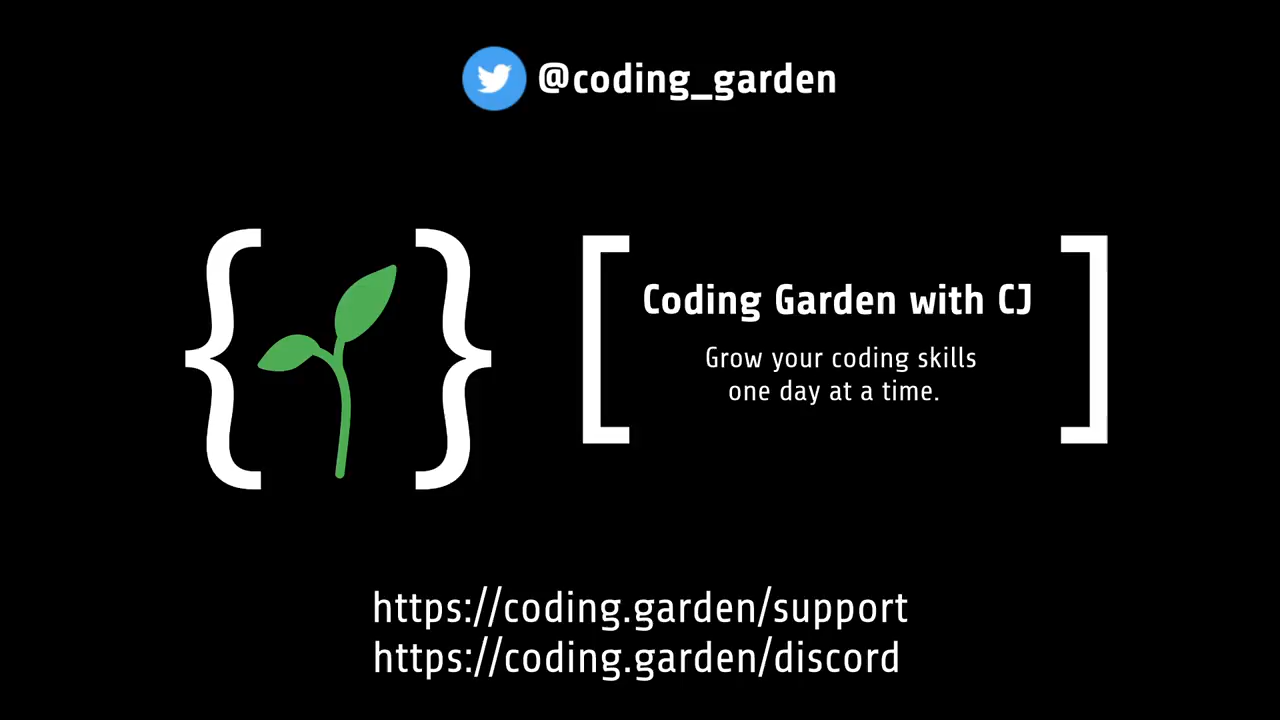 @coding_garden
Coding Garden with CJ
Grow your coding skills
one day at a time.
https://coding.garden/support
https://coding.garden/discord